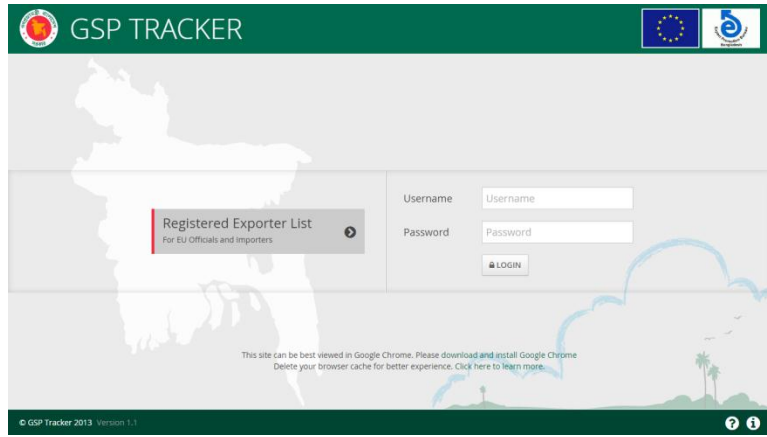 GSP TRACKER
Registered Exporter List
For EU Officials and Importers
Username
Username
Password
Password
LOGIN
This site can be best viewed in Google Chrome. Please download and install Google Chrome
Delete your browser cache for better experience. Click here to learn more.
© GSP Tracker 2013 Version 1.1